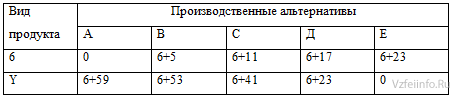 Вид продукта Производственные альтернативы
А В С Д Е
6 0 6+5 6+11 6+17 6+23
Y 6+59 6+53 6+41 6+23 0
Vzfeiinfo.Ru